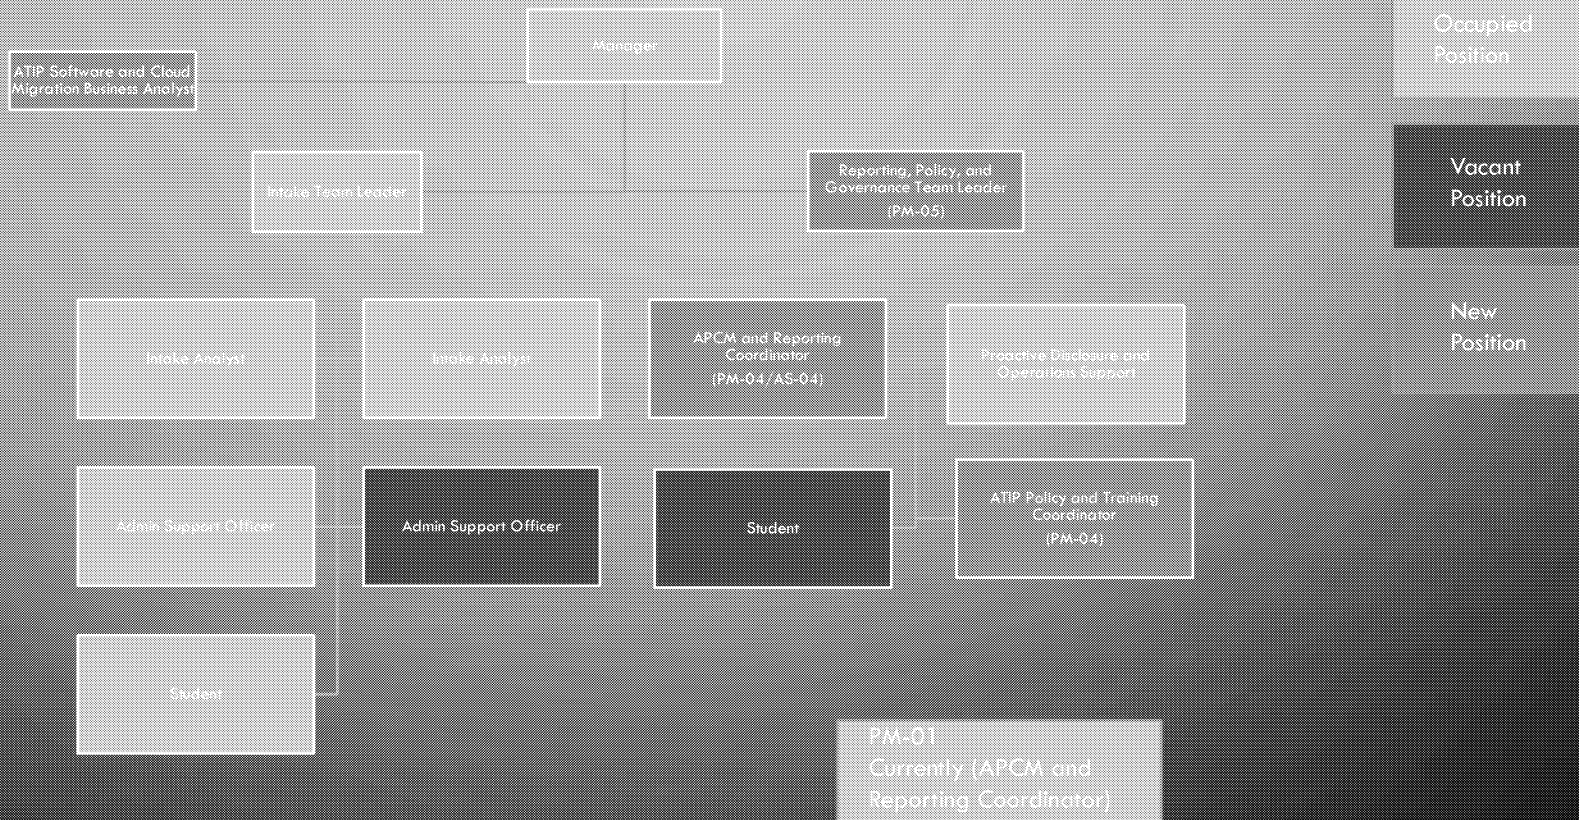 Manager
ATIP Software and Cloud
Migration Business Analyst
Intake Team Leader
Reporting, Policy, and
Governance Team Leader
(PM-05)
Intake Analyst
Intake Analyst
APCM and Reporting
Coordinator
(PM-04/AS-04)
Proactive Disclosure and
Operations Support
Admin Support Officer
Admin Support Officer
Student
ATIP Policy and Training
Coordinator
(PM-04)
Student
PM-01
Currently (APCM and
Reporting Coordinator)
Occupied
Position
Vacant
Position
New
Position